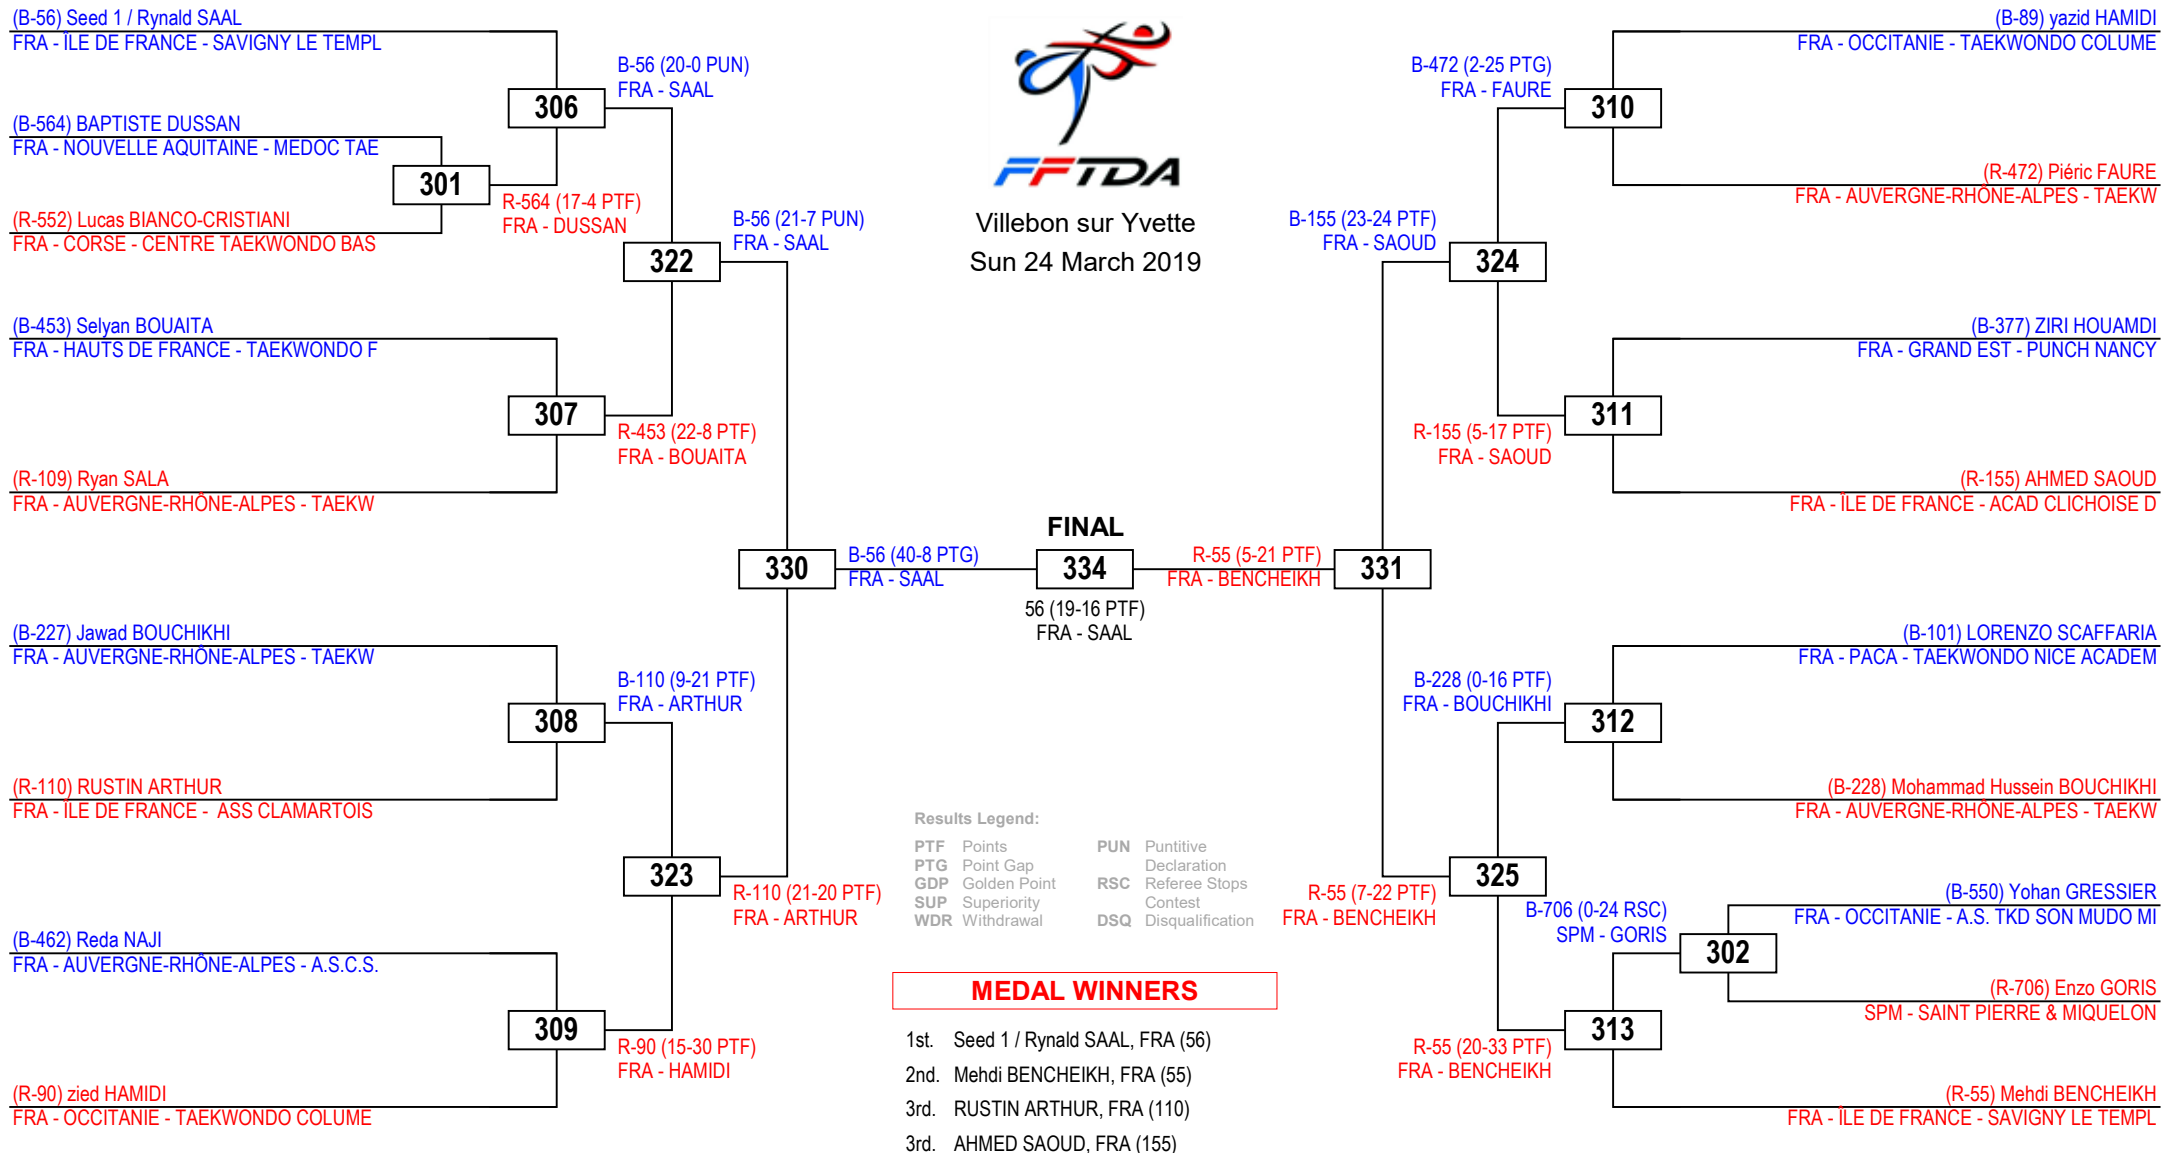 (B-56) Seed 1 / Rynald SAAL
FRA - ÎLE DE FRANCE - SAVIGNY LE TEMPL
(B-564) BAPTISTE DUSSAN
FRA - NOUVELLE AQUITAINE - MEDOC TAE
(R-552) Lucas BIANCO-CRISTIANI
FRA - CORSE - CENTRE TAEKWONDO BAS
(B-453) Selyan BOUAITA
FRA - HAUTS DE FRANCE - TAEKWONDO F
(R-109) Ryan SALA
FRA - AUVERGNE-RHÔNE-ALPES - TAEKW
(B-227) Jawad BOUCHIKHI
FRA - AUVERGNE-RHÔNE-ALPES - TAEKW
(R-110) RUSTIN ARTHUR
FRA - ÎLE DE FRANCE - ASS CLAMARTOIS
(B-462) Reda NAJI
FRA - AUVERGNE-RHÔNE-ALPES - A.S.C.S.
(R-90) zied HAMIDI
FRA - OCCITANIE - TAEKWONDO COLUME
301
R-564 (17-4 PTF)
FRA - DUSSAN
306
B-56 (20-0 PUN)
FRA - SAAL
307
R-453 (22-8 PTF)
FRA - BOUAITA
308
B-110 (9-21 PTF)
FRA - ARTHUR
309
R-90 (15-30 PTF)
FRA - HAMIDI
322
B-56 (21-7 PUN)
FRA - SAAL
323
R-110 (21-20 PTF)
FRA - ARTHUR
330
B-56 (40-8 PTG)
FRA - SAAL
FFTDA
Villebon sur Yvette
Sun 24 March 2019
FINAL
334
56 (19-16 PTF)
FRA - SAAL
R-55 (5-21 PTF)
FRA - BENCHEIKH
331
B-155 (23-24 PTF)
FRA - SAOUD
324
R-55 (7-22 PTF)
FRA - BENCHEIKH
325
B-472 (2-25 PTG)
FRA - FAURE
310
R-155 (5-17 PTF)
FRA - SAOUD
311
B-228 (0-16 PTF)
FRA - BOUCHIKHI
312
R-55 (20-33 PTF)
FRA - BENCHEIKH
313
B-706 (0-24 RSC)
SPM - GORIS
302
(B-89) yazid HAMIDI
FRA - OCCITANIE - TAEKWONDO COLUME
(R-472) Piéric FAURE
FRA - AUVERGNE-RHÔNE-ALPES - TAEKW
(B-377) ZIRI HOUAMDI
FRA - GRAND EST - PUNCH NANCY
(R-155) AHMED SAOUD
FRA - ÎLE DE FRANCE - ACAD CLICHOISE D
(B-101) LORENZO SCAFFARIA
FRA - PACA - TAEKWONDO NICE ACADEM
(B-228) Mohammad Hussein BOUCHIKHI
FRA - AUVERGNE-RHÔNE-ALPES - TAEKW
(B-550) Yohan GRESSIER
FRA - OCCITANIE - A.S. TKD SON MUDO MI
(R-706) Enzo GORIS
SPM - SAINT PIERRE & MIQUELON
(R-55) Mehdi BENCHEIKH
FRA - ÎLE DE FRANCE - SAVIGNY LE TEMPL
Results Legend:
PTF Points
PTG Point Gap
GDP Golden Point
SUP Superiority
WDR Withdrawal
PUN Puntitive
Declaration
RSC Referee Stops
Contest
DSQ Disqualification
MEDAL WINNERS
1st. Seed 1 / Rynald SAAL, FRA (56)
2nd. Mehdi BENCHEIKH, FRA (55)
3rd. RUSTIN ARTHUR, FRA (110)
3rd. AHMED SAOUD, FRA (155)